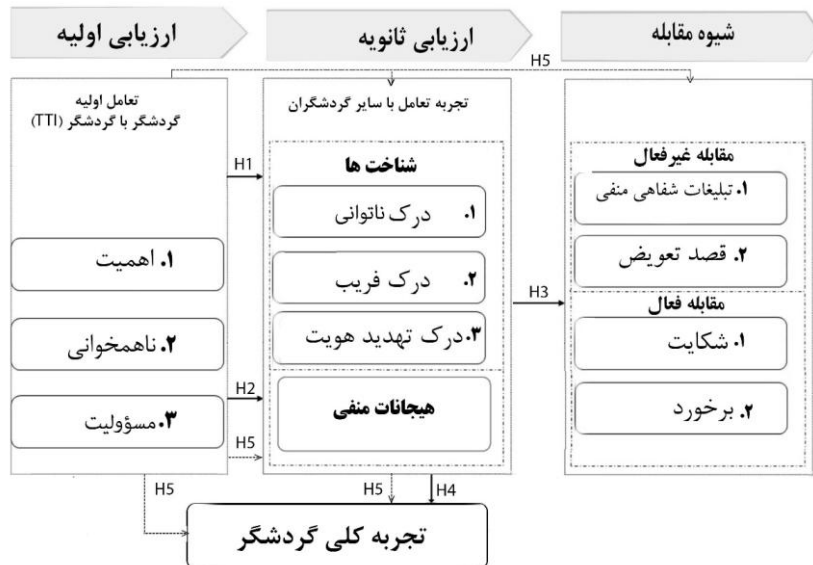 ارزیابی اولیه
ارزیابی ثانویه
شیوه مقابله
H5
تعامل اولیه
گردشگر با گردشگر (TTI)
۱. اهمیت
۲. ناهمخوانی
۳. مسؤولیت
H1
H2
H5
تجربه تعامل با سایر گردشگران
شناخت ها
۱. درک ناتوانی
۲. درک فریب
۳. درک تهدید هویت
هیجانات منفی
H3
مقابله غیرفعال
۱. تبلیغات شفاهی منفی
۲. قصد تعویض
مقابله فعال
۱. شکایت
۲. برخورد
H5
H5
H4
تجربه کلی گردشگر